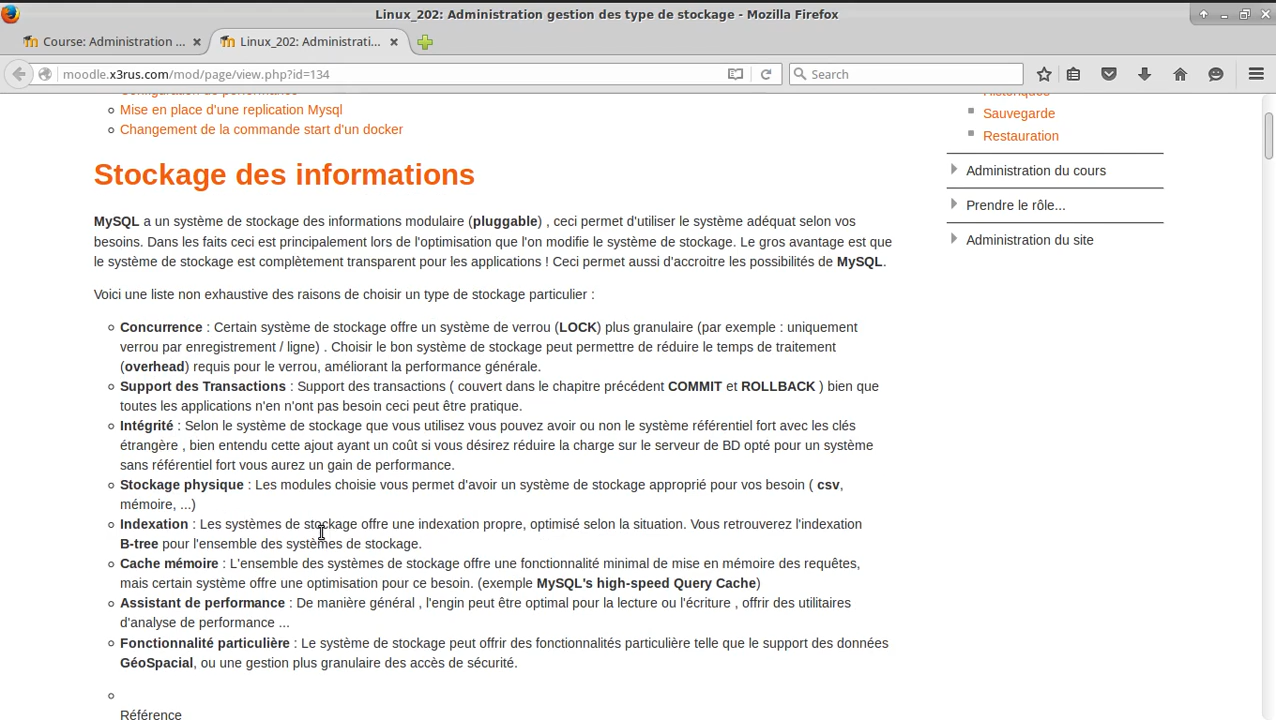 Linux_202: Administration gestion des type de stockage - Mozilla Firefox
Course: Administration ...
Linux_202: Administrati...
moodle.x3rus.com/mod/page/view.php?id=134
Search
Configuration de performance
Mise en place d'une replication Mysql
Changement de la commande start d'un docker
Historiques
Sauvegarde
Restauration
Administration du cours
Prendre le rôle...
Administration du site
Stockage des informations
MySQL a un système de stockage des informations modulaire (pluggable) , ceci permet d'utiliser le système adéquat selon vos
besoins. Dans les faits ceci est principalement lors de l'optimisation que l'on modifie le système de stockage. Le gros avantage est que
le système de stockage est complètement transparent pour les applications ! Ceci permet aussi d'accroitre les possibilités de MySQL.
Voici une liste non exhaustive des raisons de choisir un type de stockage particulier :
Concurrence : Certain système de stockage offre un système de verrou (LOCK) plus granulaire (par exemple : uniquement
verrou par enregistrement / ligne) . Choisir le bon système de stockage peut permettre de réduire le temps de traitement
(overhead) requis pour le verrou, améliorant la performance générale.
Support des Transactions : Support des transactions ( couvert dans le chapitre précédent COMMIT et ROLLBACK ) bien que
toutes les applications n'en n'ont pas besoin ceci peut être pratique.
Intégrité : Selon le système de stockage que vous utilisez vous pouvez avoir ou non le système référentiel fort avec les clés
étrangère , bien entendu cette ajout ayant un coût si vous désirez réduire la charge sur le serveur de BD opté pour un système
sans référentiel fort vous aurez un gain de performance.
Stockage physique : Les modules choisie vous permet d'avoir un système de stockage approprié pour vos besoin ( csv,
mémoire, ...)
Indexation : Les systèmes de stockage offre une indexation propre, optimisé selon la situation. Vous retrouverez l'indexation
B-tree pour l'ensemble des systèmes de stockage.
Cache mémoire : L'ensemble des systèmes de stockage offre une fonctionnalité minimal de mise en mémoire des requêtes,
mais certain système offre une optimisation pour ce besoin. (exemple MySQL's high-speed Query Cache)
Assistant de performance : De manière général , l'engin peut être optimal pour la lecture ou l'écriture , offrir des utilitaires
d'analyse de performance ...
Fonctionnalité particulière : Le système de stockage peut offrir des fonctionnalités particulière telle que le support des données
GéoSpacial, ou une gestion plus granulaire des accès de sécurité.
Référence